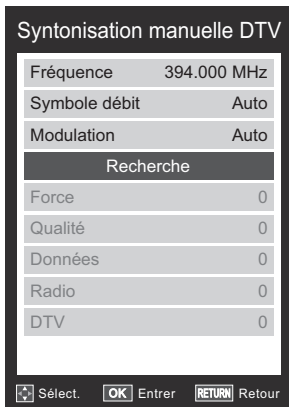 Syntonisation manuelle DTV
Fréquence 394.000 MHz
Symbole débit Auto
Modulation Auto
Recherche
Force 0
Qualité 0
Données 0
Radio 0
DTV 0
Sélect. OK Entrer RETURN Retour